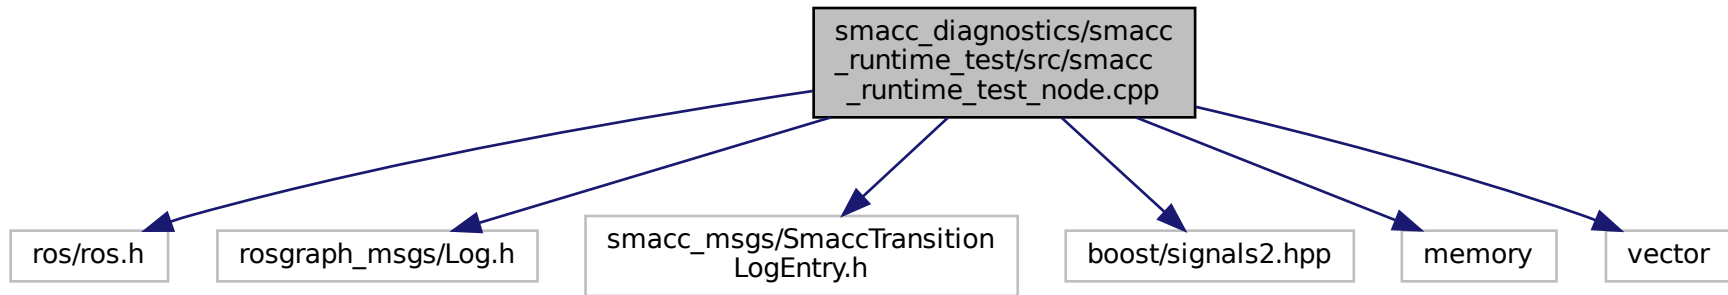 smacc_diagnostics/smacc
_runtime_test/src/smacc
_runtime_test_node.cpp
ros/ros.h
rosgraph_msgs/Log.h
smacc_msgs/SmaccTransition
LogEntry.h
boost/signals2.hpp
memory
vector